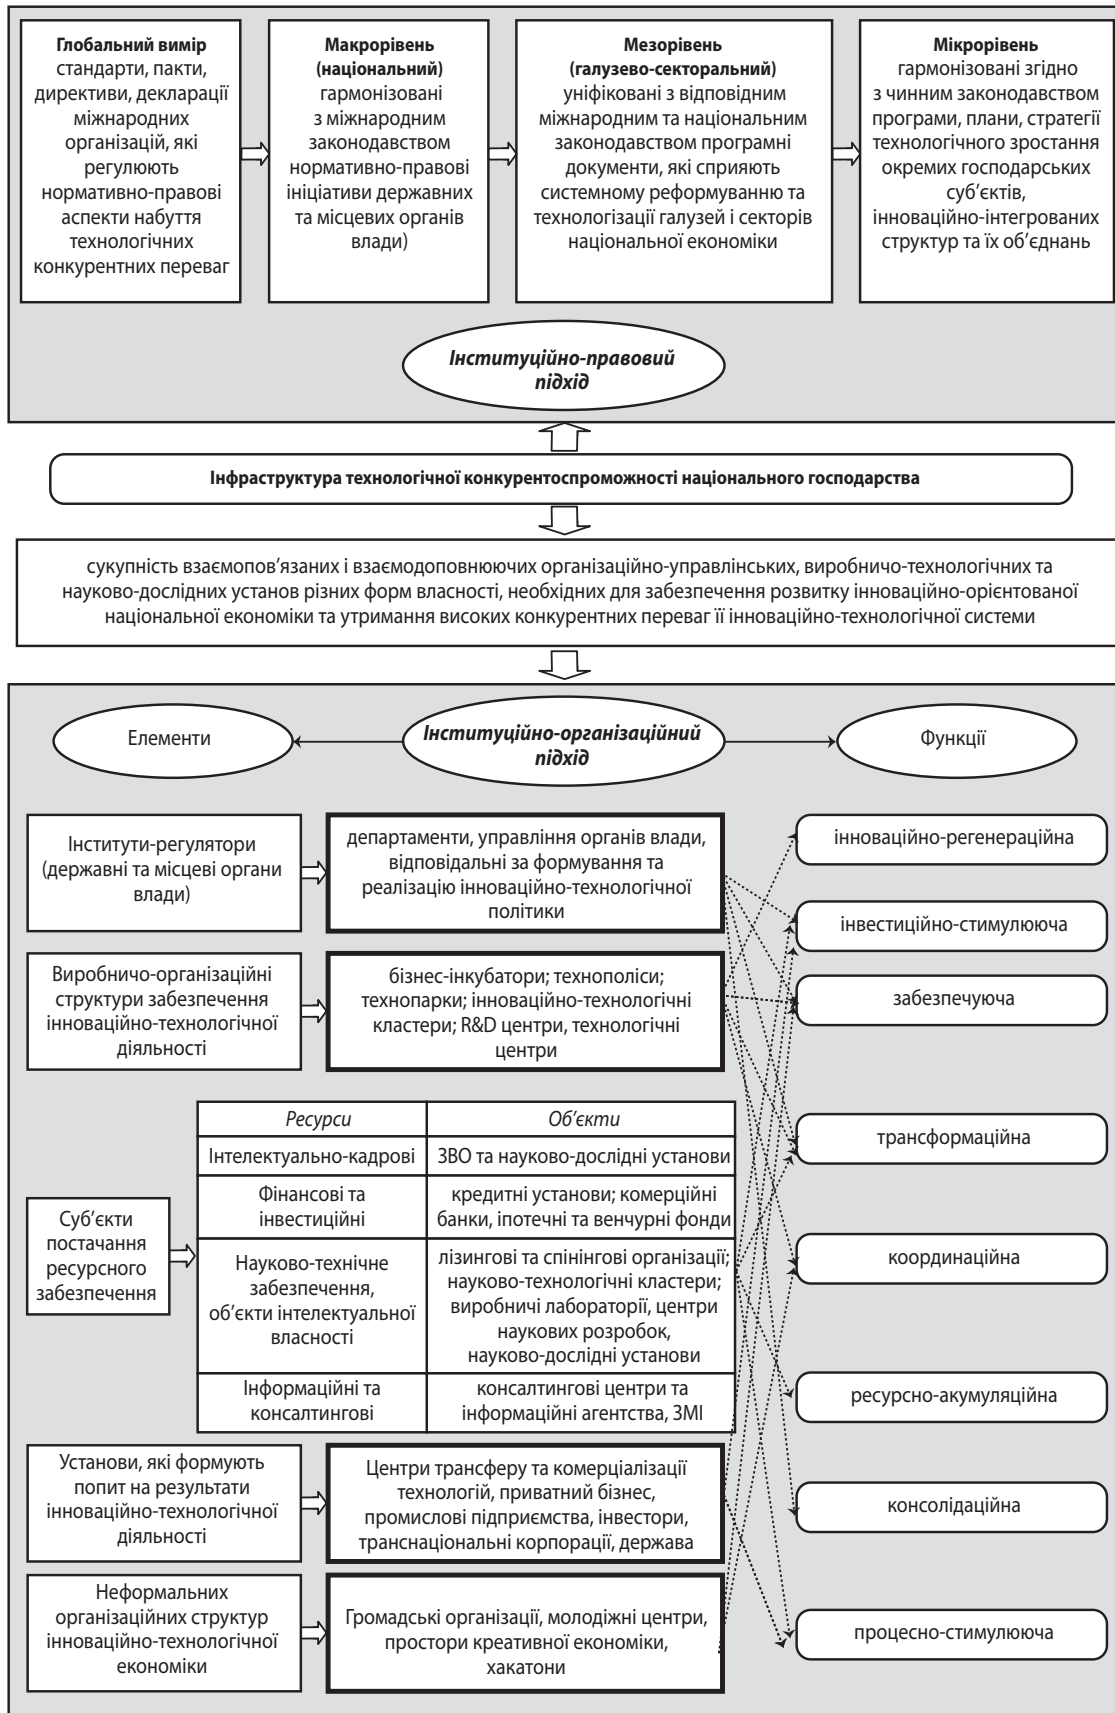 Глобальний вимір
стандарти, пакти,
директиви, декларації
міжнародних
організацій, які
регулюють
нормативно-правові
аспекти набуття
технологічних
конкурентних переваг
Макрорівень
(національний)
гармонізовані
з міжнародним
законодавством
нормативно-правові
ініціативи державних
та місцевих органів
влади)
Мезорівень
(галузево-секторальний)
уніфіковані з відповідним
міжнародним та національним
законодавством програмні
документи, які сприяють
системному реформуванню та
технологізації галузей і секторів
національної економіки
Мікрорівень
гармонізовані згідно
з чинним законодавством
програми, плани, стратегії
технологічного зростання
окремих господарських
суб’єктів,
інноваційно-інтегрованих
структур та їх об’єднань
Інституційно-правовий
підхід
Інфраструктура технологічної конкурентоспроможності національного господарства
сукупність взаємопов’язаних і взаємодоповнюючих організаційно-управлінських, виробничо-технологічних та
науково-дослідних установ різних форм власності, необхідних для забезпечення розвитку інноваційно-орієнтованої
національної економіки та утримання високих конкурентних переваг її інноваційно-технологічної системи
Елементи
Інституційно-організаційний
підхід
Функції
Інститути-регулятори
(державні та місцеві органи
влади)
департаменти, управління органів влади,
відповідальні за формування та
реалізацію інноваційно-технологічної
політики
інноваційно-регенераційна
інвестиційно-стимулююча
Виробничо-організаційні
структури забезпечення
інноваційно-технологічної
діяльності
бізнес-інкубатори; технополіси;
технопарки; інноваційно-технологічні
кластери; R&D центри, технологічні
центри
забезпечуюча
Суб’єкти
постачання
ресурсного
забезпечення
Ресурси
Об’єкти
Інтелектуально-кадрові
ЗВО та науково-дослідні установи
Фінансові та
інвестиційні
кредитні установи; комерційні
банки, іпотечні та венчурні фонди
Науково-технічне
забезпечення,
об’єкти інтелектуальної
власності
лізингові та спінінгові організації;
науково-технологічні кластери;
виробничі лабораторії, центри
наукових розробок,
науково-дослідні установи
Інформаційні та
консалтингові
консалтингові центри та
інформаційні агентства, ЗМІ
трансформаційна
координаційна
ресурсно-акумуляційна
Установи, які формують
попит на результати
інноваційно-технологічної
діяльності
Центри трансферу та комерціалізації
технологій, приватний бізнес,
промислові підприємства, інвестори,
транснаціональні корпорації, держава
консолідаційна
Неформальних
організаційних структур
інноваційно-технологічної
економіки
Громадські організації, молодіжні центри,
простори креативної економіки,
хакатони
процесно-стимулююча